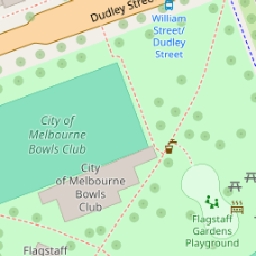 Dudley Street
William
Street/
Dudley
Street
City of
Melbourne
Bowls Club
City
of Melbourne
Bowls
Club
Flagstaff
Gardens
Playground
Flagstaff